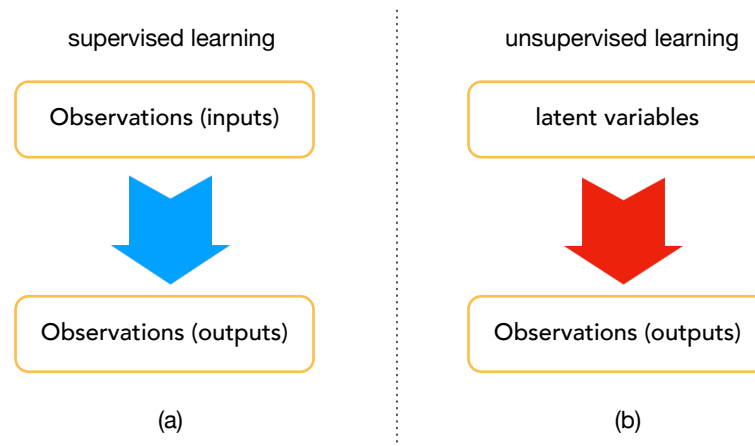 supervised learning
Observations (inputs)
Observations (outputs)
(a)
unsupervised learning
latent variables
Observations (outputs)
(b)